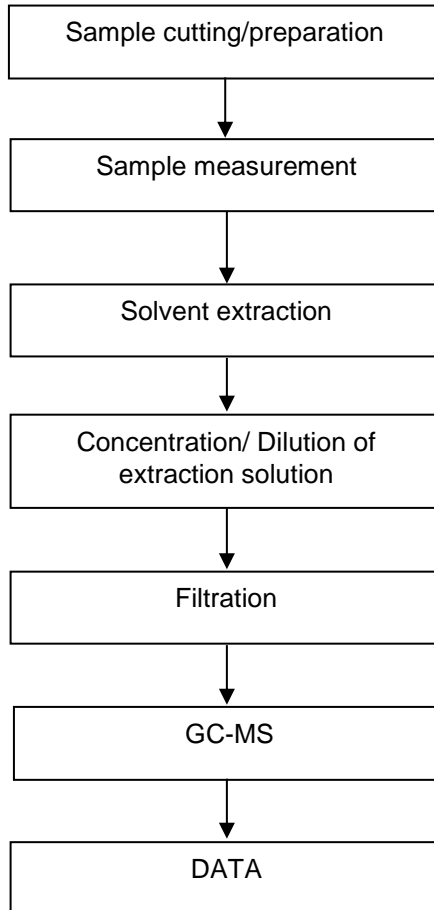 Sample cutting/preparation
Sample measurement
Solvent extraction
Concentration/ Dilution of
extraction solution
Filtration
GC-MS
DATA